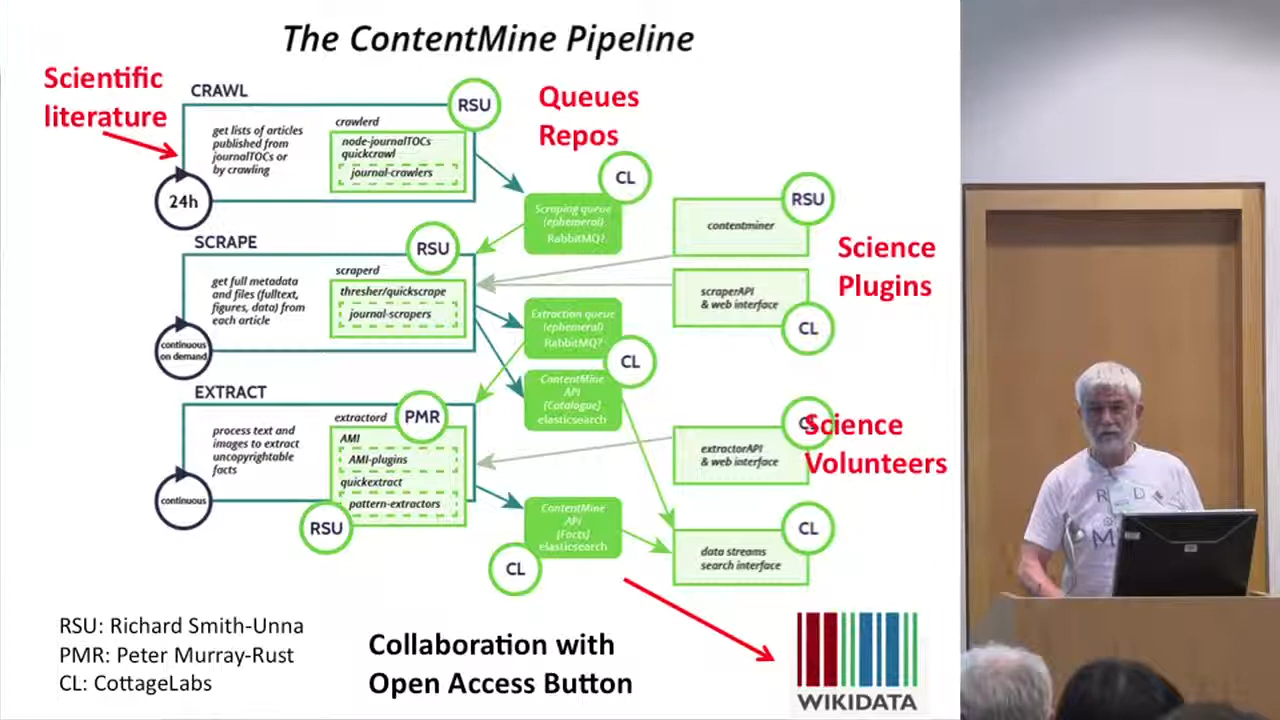 The ContentMine Pipeline
Scientific
literature
CRAWL
RSU
get lists of articles
published from
journalTOCs or
by crawling
crawlerd
node-journalTOCs
quickcrawl
journal-crawlers
24h
Queues
Repos
CL
Scraping queue
(ephemeral)
RabbitMQ?
RSU
contentminer
SCRAPE
RSU
get full metadata
and files (fulltext,
figures, data) from
each article
scraperd
thresher/quickscrape
journal-scrapers
continuous
on demand
Science
Plugins
scraperAPI
& web interface
CL
Extraction queue
(ephemeral)
RabbitMQ?
CL
ContentMine
API
[Catalogue]
elasticsearch
EXTRACT
PMR
process text and
images to extract
uncopyrightable
facts
extractord
AMI
AMI-plugins
quickextract
pattern-extractors
continuous
RSU
Science
Volunteers
extractorAPI
& web interface
ContentMine
API
[Facts]
elasticsearch
CL
CL
data streams
search interface
RSU: Richard Smith-Unna
PMR: Peter Murray-Rust
CL: CottageLabs
Collaboration with
Open Access Button
WIKIDATA